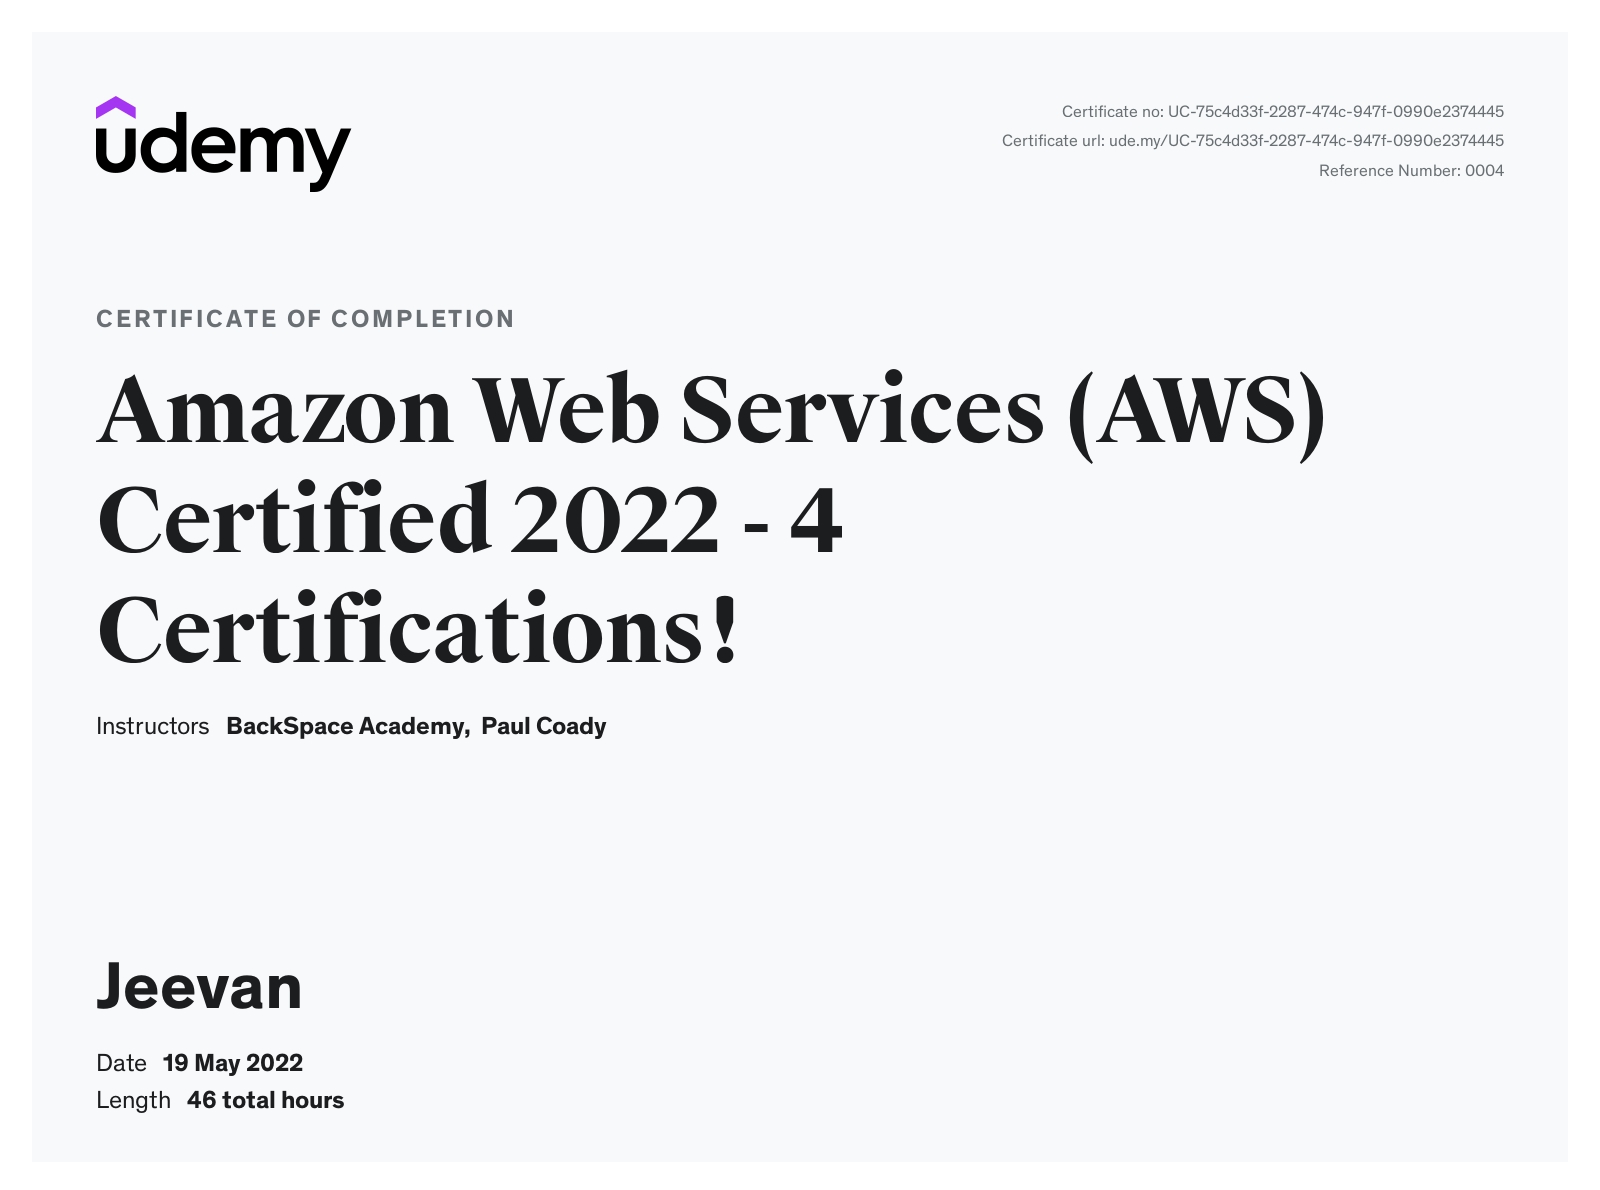 udemy
Certificate no: UC-75c4d33f-2287-474c-947f-0990e2374445
Certificate url: ude.my/UC-75c4d33f-2287-474c-947f-0990e2374445
Reference Number: 0004
CERTIFICATE OF COMPLETION
Amazon Web Services (AWS)
Certified 2022 - 4
Certifications!
Instructors BackSpace Academy, Paul Coady
Jeevan
Date 19 May 2022
Length 46 total hours